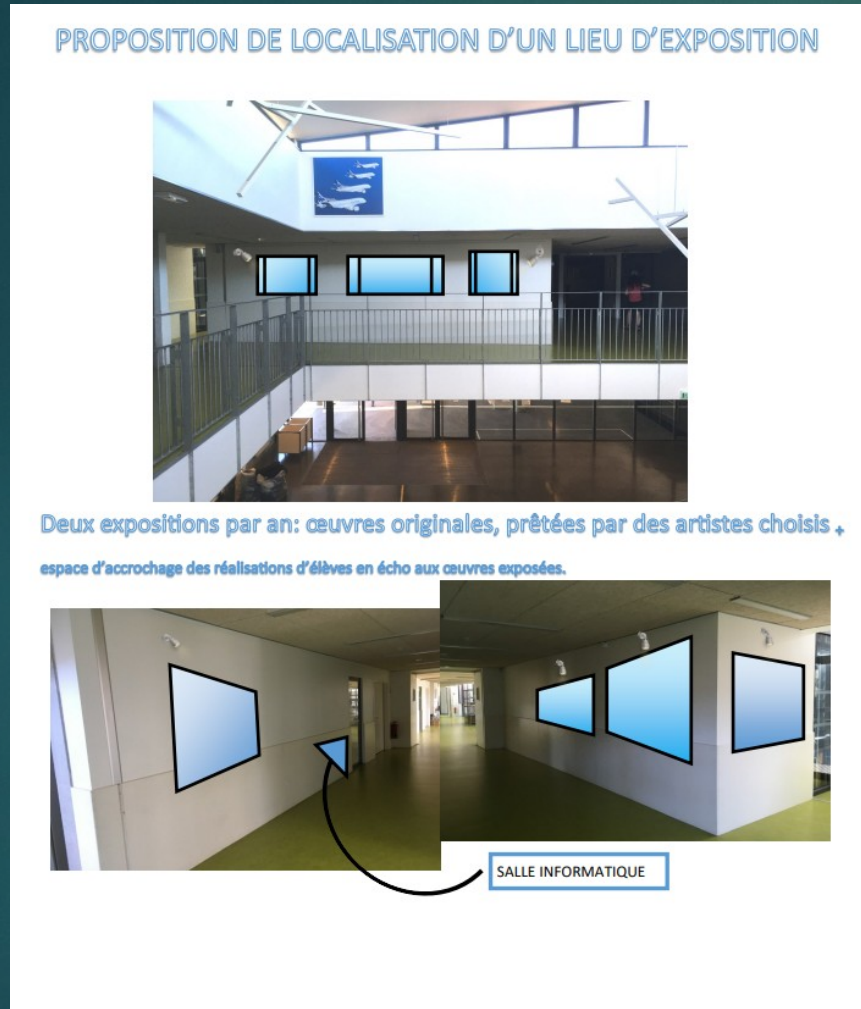 PROPOSITION DE LOCALISATION D'UN LIEU D'EXPOSITION
Deux expositions par an: œuvres originales, prêtées par des artistes choisis +
espace d'accrochage des réalisations d'élèves en écho aux œuvres exposées.
SALLE INFORMATIQUE